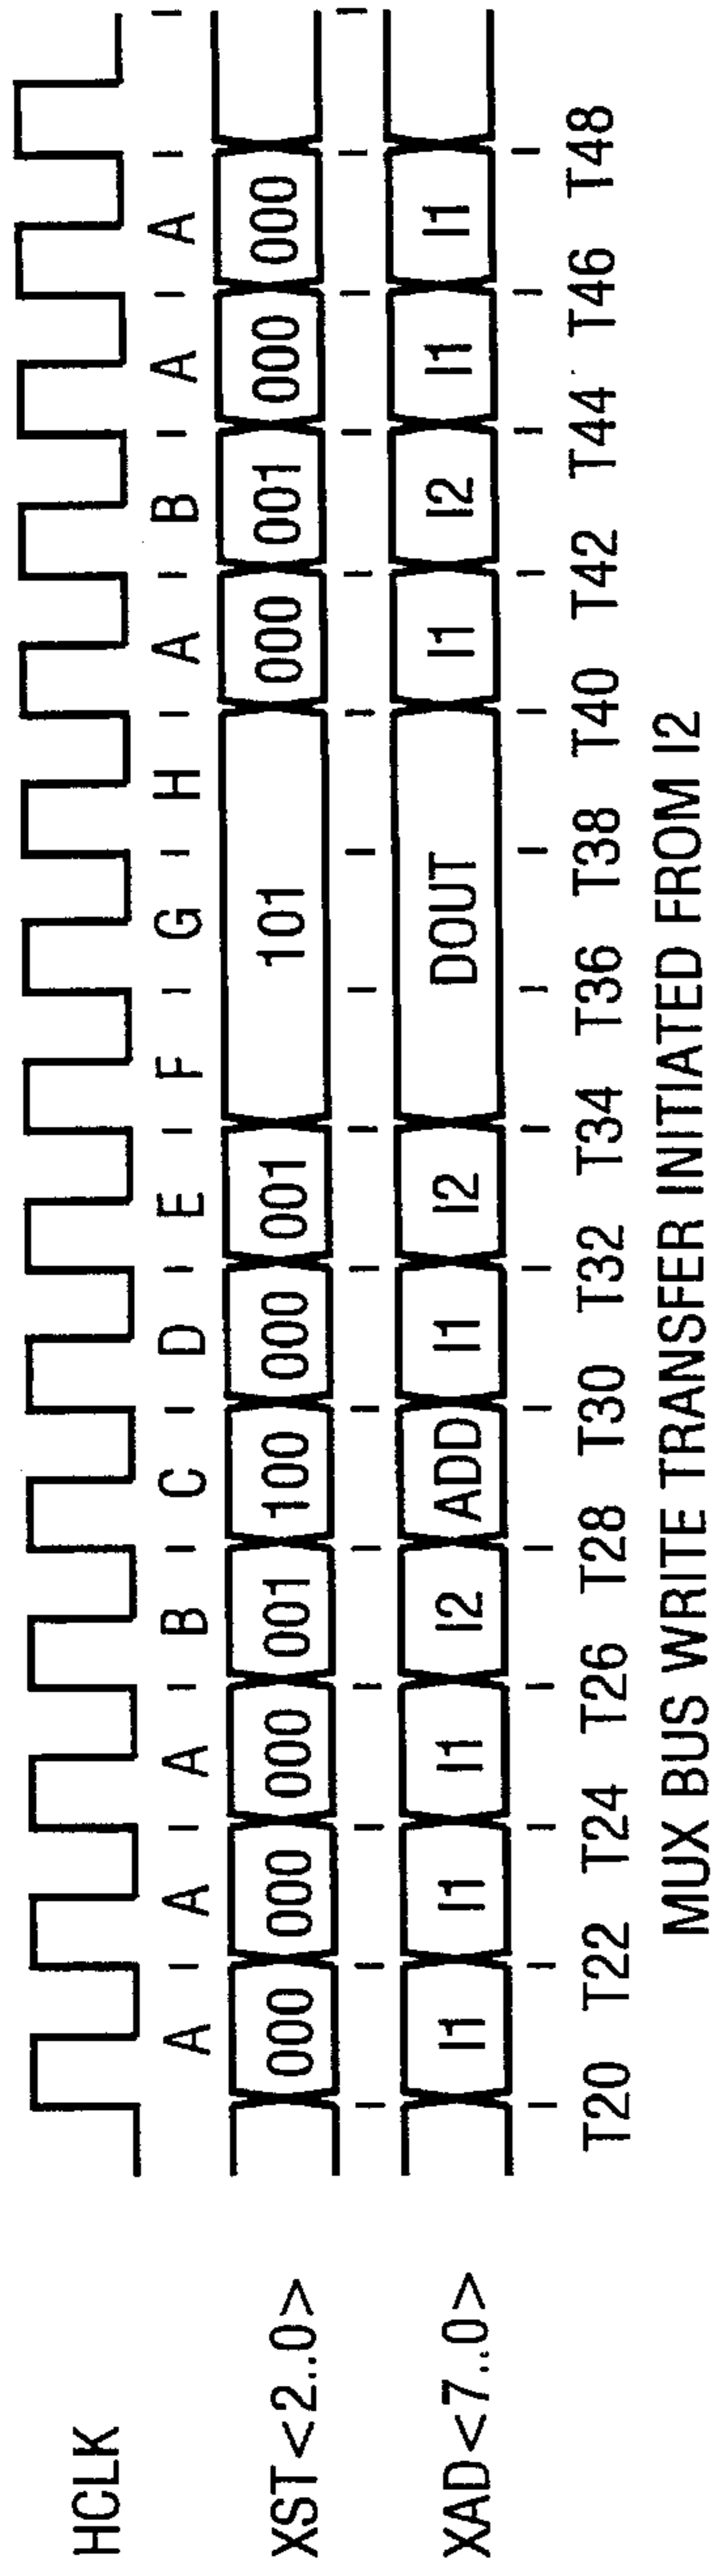 HCLK
A A A B C D E F G H A B A A
XST<2..0> 000 000 000 001 100 000 001 101 000 001 000 000
XAD<7..0> I1 I1 I1 I2 ADD I1 I2 DOUT I1 I2 I1 I1
T20 T22 T24 T26 T28 T30 T32 T34 T36 T38 T40 T42 T44 T46 T48
MUX BUS WRITE TRANSFER INITIATED FROM I2